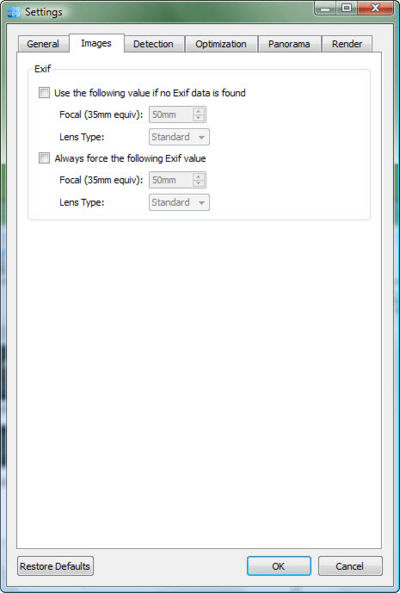 Settings
General Images Detection Optimization Panorama Render
Exif
Use the following value if no Exif data is found
Focal (35mm equiv): 50mm
Lens Type: Standard
Always force the following Exif value
Focal (35mm equiv): 50mm
Lens Type: Standard
Restore Defaults OK Cancel